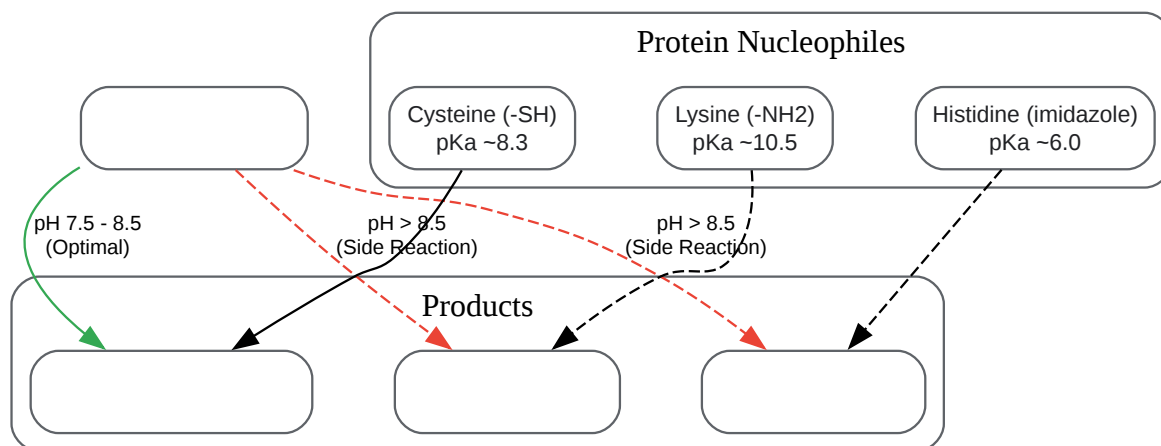 Protein Nucleophiles
Cysteine (-SH)
pKa ~8.3
Lysine (-NH2)
pKa ~10.5
Histidine (imidazole)
pKa ~6.0
pH 7.5 - 8.5
(Optimal)
pH > 8.5
(Side Reaction)
pH > 8.5
(Side Reaction)
Products